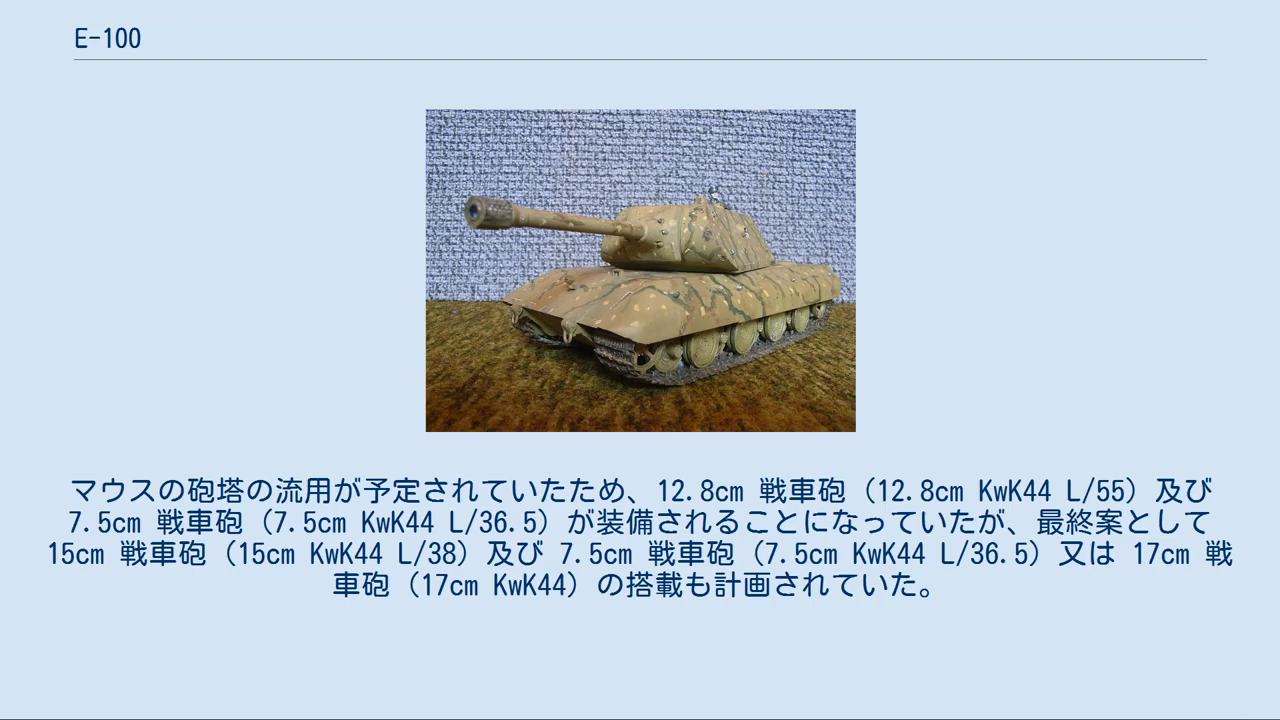 E-100
マウスの砲塔の流用が予定されていたため、12.8cm 戦車砲（12.8cm KwK44 L/55）及び
7.5cm 戦車砲（7.5cm KwK44 L/36.5）が装備されることになっていたが、最終案として
15cm 戦車砲（15cm KwK44 L/38）及び 7.5cm 戦車砲（7.5cm KwK44 L/36.5）又は 17cm 戦
車砲（17cm KwK44）の搭載も計画されていた。